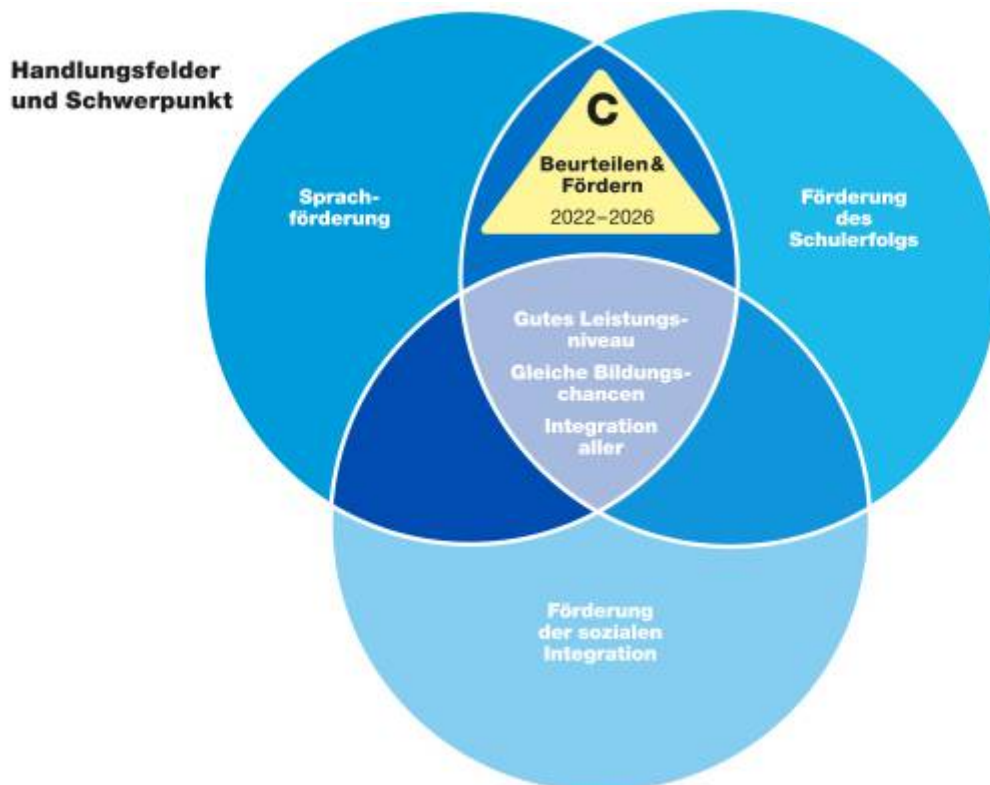 Handlungsfelder
und Schwerpunkt
C
Beurteilen &
Fördern
2022–2026
Sprach-
förderung
Förderung
des
Schulerfolgs
Gutes Leistungs-
niveau
Gleiche Bildungs-
chancen
Integration
aller
Förderung
der sozialen
Integration